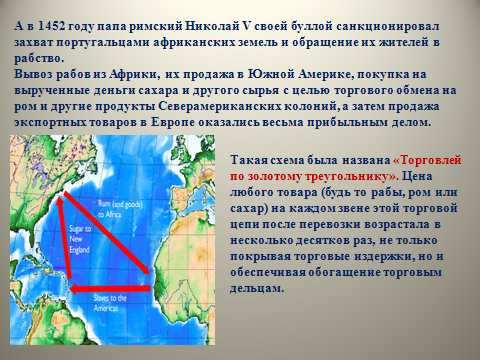 А в 1452 году папа римский Николай V своей буллой санкционировал
захват португальцами африканских земель и обращение их жителей в
рабство.
Вывоз рабов из Африки, их продажа в Южной Америке, покупка на
вырученные деньги сахара и другого сырья с целью торгового обмена на
ром и другие продукты Северамериканских колоний, а затем продажа
экспортных товаров в Европе оказались весьма прибыльным делом.
Такая схема была названа «Торговлей
по золотому треугольнику». Цена
любого товара (будь то рабы, ром или
сахар) на каждом звене этой торговой
цепи после перевозки возрастала в
несколько десятков раз, не только
покрывая торговые издержки, но и
обеспечивая обогащение торговым
дельцам.
Rum (and goods)
to Africa
Sugar to
New
England
Slaves to the
Americas